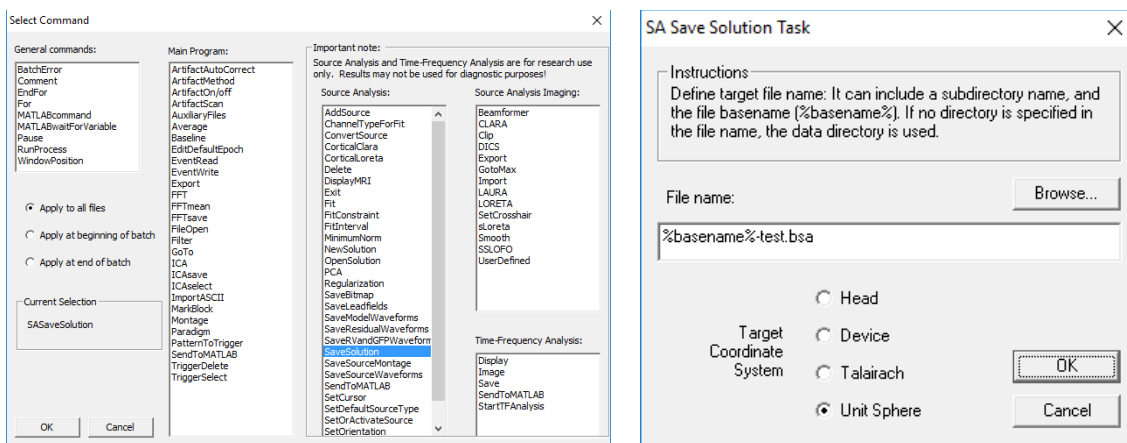 Select Command
General commands:
BatchError
Comment
EndFor
For
MATLABcommand
MATLABwaitForVariable
Pause
RunProcess
WindowPosition
Apply to all files
Apply at beginning of batch
Apply at end of batch
Current Selection
SASaveSolution
OK
Cancel
Main Program:
ArtifactAutoCorrect
ArtifactMethod
ArtifactOn/off
ArtifactScan
AuxiliaryFiles
Average
Baseline
EditDefaultEpoch
EventRead
EventWrite
Export
FFT
FFTmean
FFTsave
FileOpen
Filter
GoTo
ICA
ICAsave
ICAselect
ImportASCII
MarkBlock
Montage
Paradigm
PatternToTrigger
SendToMATLAB
TriggerDelete
TriggerSelect
Important note:
Source Analysis and Time-Frequency Analysis are for research use
only. Results may not be used for diagnostic purposes!
Source Analysis:
AddSource
ChannelTypeForFit
ConvertSource
CorticalClara
CorticalLoreta
Delete
DisplayMRI
Exit
Fit
FitConstraint
FitInterval
MinimumNorm
NewSolution
OpenSolution
PCA
Regularization
SaveBitmap
SaveLeadfields
SaveModelWaveforms
SaveResidualWaveforms
SaveRVandGFPWaveform
SaveSolution
SaveSourceMontage
SaveSourceWaveforms
SendToMATLAB
SetCursor
SetDefaultSourceType
SetOrActivateSource
SetOrientation
Source Analysis Imaging:
Beamformer
CLARA
Clip
DICS
Export
GotoMax
Import
LAURA
LORETA
SetCrosshair
sLoreta
Smooth
SSLOFO
UserDefined
Time-Frequency Analysis:
Display
Image
Save
SendToMATLAB
StartTFAnalysis
SA Save Solution Task
Instructions
Define target file name: It can include a subdirectory name, and
the file basename (%basename%). If no directory is specified in
the file name, the data directory is used.
File name:
Browse...
%basename%-test.bsa
Target
Coordinate
System
Head
Device
Talairach
Unit Sphere
OK
Cancel